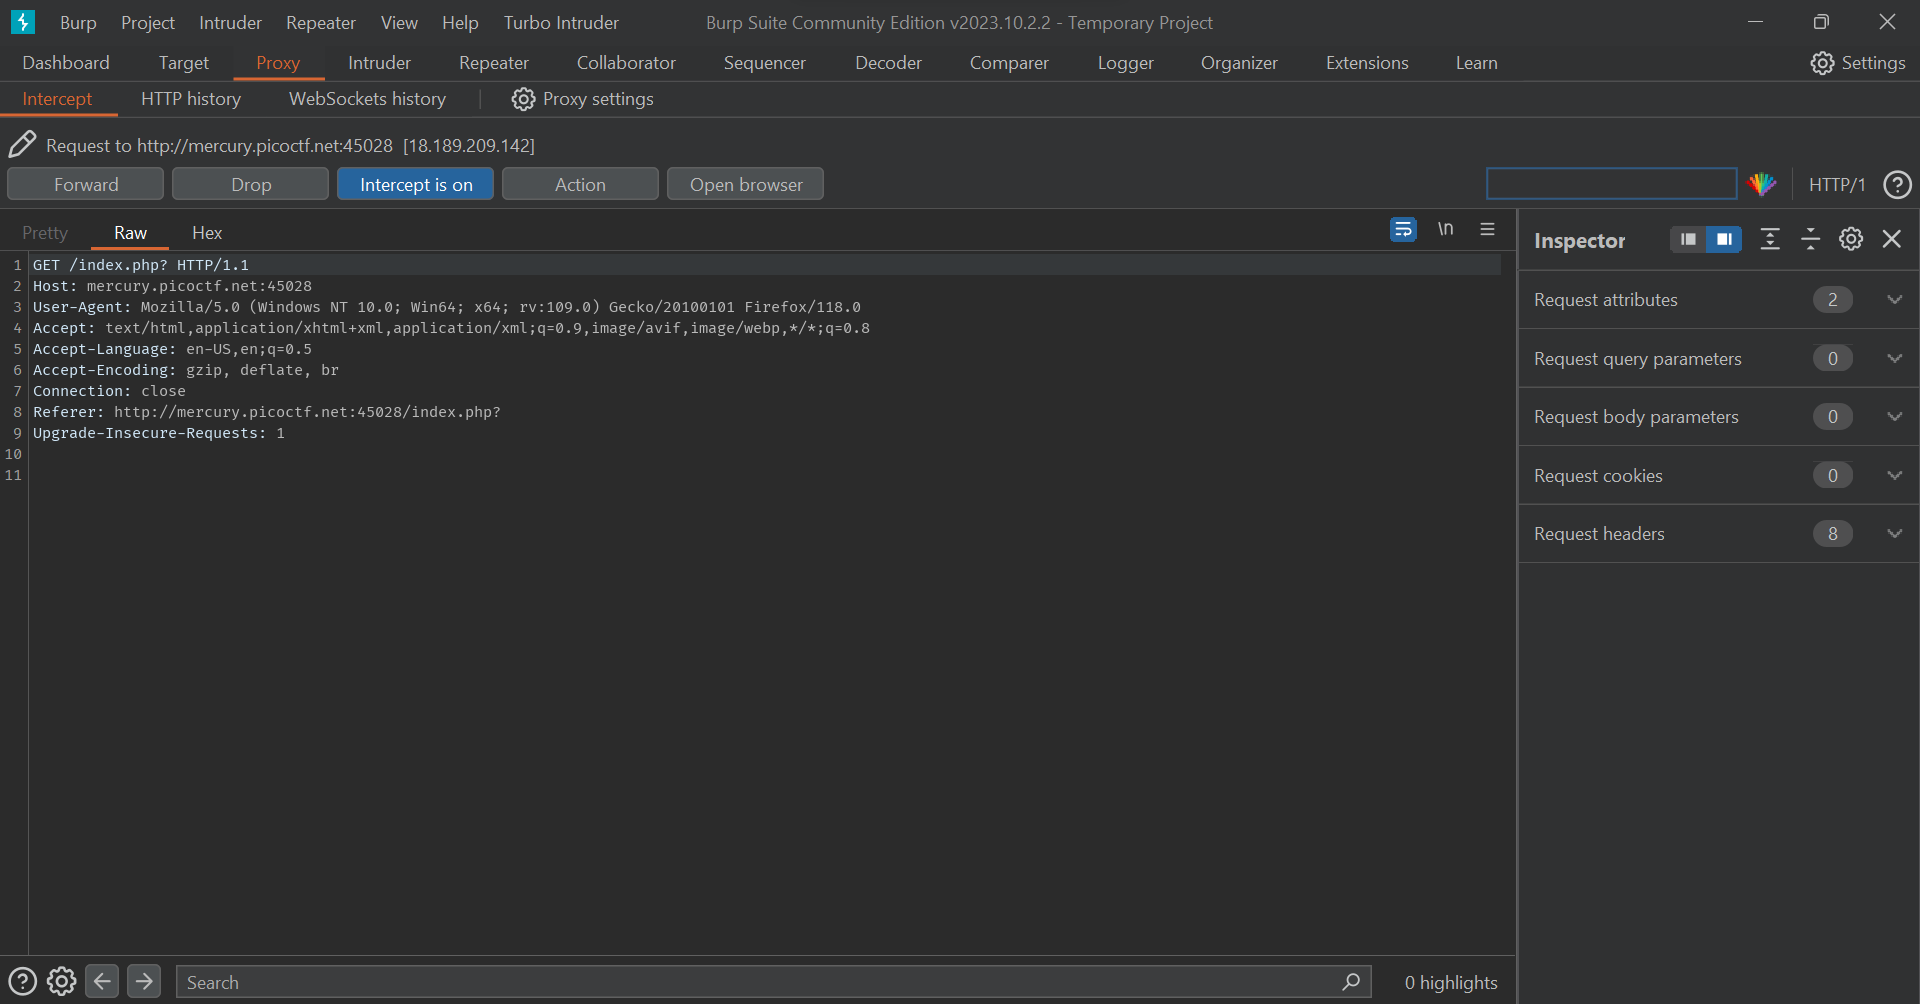 Burp Project Intruder Repeater View Help Turbo Intruder Burp Suite Community Edition v2023.10.2.2 - Temporary Project
Dashboard Target Proxy Intruder Repeater Collaborator Sequencer Decoder Comparer Logger Organizer Extensions Learn Settings
Intercept HTTP history WebSockets history Proxy settings
Request to http://mercury.picoctf.net:45028 [18.189.209.142]
Forward Drop Intercept is on Action Open browser HTTP/1 ?
Pretty Raw Hex \n
Inspector
1 GET /index.php? HTTP/1.1
2 Host: mercury.picoctf.net:45028
3 User-Agent: Mozilla/5.0 (Windows NT 10.0; Win64; x64; rv:109.0) Gecko/20100101 Firefox/118.0
4 Accept: text/html,application/xhtml+xml,application/xml;q=0.9,image/avif,image/webp,*/*;q=0.8
5 Accept-Language: en-US,en;q=0.5
6 Accept-Encoding: gzip, deflate, br
7 Connection: close
8 Referer: http://mercury.picoctf.net:45028/index.php?
9 Upgrade-Insecure-Requests: 1
10
11
Request attributes 2
Request query parameters 0
Request body parameters 0
Request cookies 0
Request headers 8
? Search 0 highlights